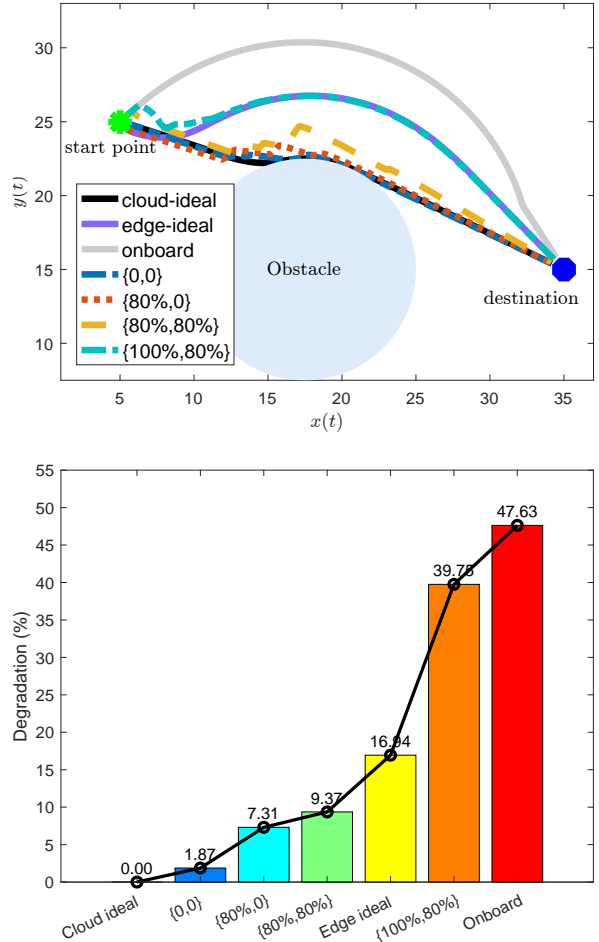 30
25
20
15
10
y(t)
start point
cloud-ideal
edge-ideal
onboard
{0,0}
{80%,0}
{80%,80%}
{100%,80%}
Obstacle
destination
5 10 15 20 25 30 35
x(t)
55
50
45
40
35
30
25
20
15
10
5
0
Degradation (%)
0.00
1.87
7.31
9.37
16.94
39.75
47.63
Cloud ideal
{0,0}
{80%,0}
{80%,80%}
Edge ideal
{100%,80%}
Onboard